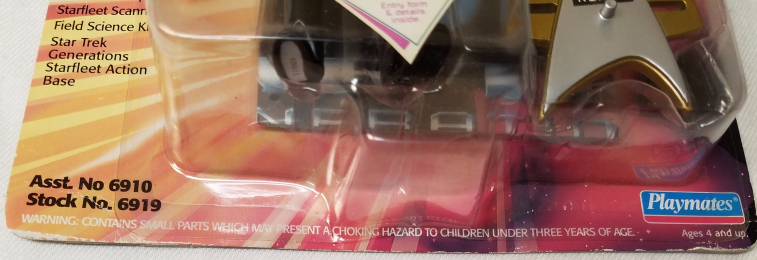 Starfleet
Field Science
Star Trek
Generations
Starfleet Action
Base
Entry form
& details
inside.
Asst. No 6910
Stock No. 6919
WARNING: CONTAINS SMALL PARTS WHICH MAY PRESENT A CHOKING HAZARD TO CHILDREN UNDER THREE YEARS OF AGE.
Playmates®
Ages 4 and up.